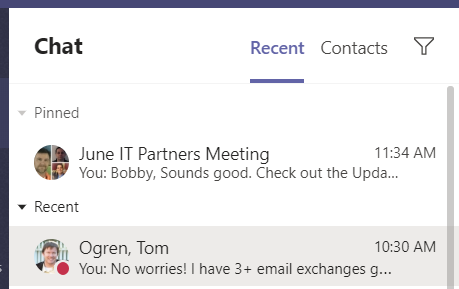 Chat Recent Contacts
Pinned
June IT Partners Meeting 11:34 AM
You: Bobby, Sounds good. Check out the Upda...
Recent
Ogren, Tom 10:30 AM
You: No worries! I have 3+ email exchanges g...